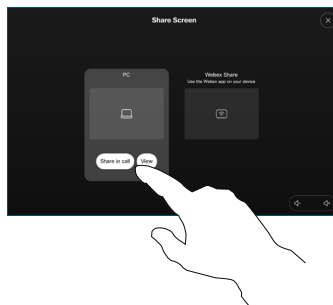 Share Screen
PC
Webex Share
Use the Webex app on your device
Share in call
View